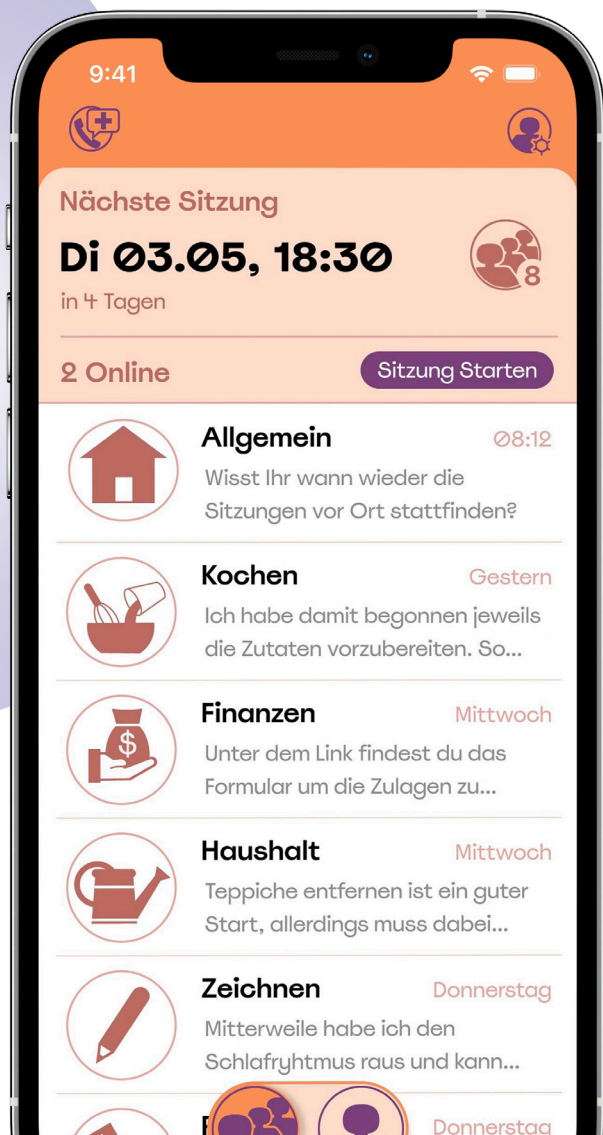 9:41
Nächste Sitzung
Di 03.05, 18:30
8
in 4 Tagen
2 Online
Sitzung Starten
Allgemein
08:12
Wisst Ihr wann wieder die
Sitzungen vor Ort stattfinden?
Kochen
Gestern
Ich habe damit begonnen jeweils
die Zutaten vorzubereiten. So...
Finanzen
Mittwoch
$
Unter dem Link findest du das
Formular um die Zulagen zu...
Haushalt
Mittwoch
Teppiche entfernen ist ein guter
Start, allerdings muss dabei...
Zeichnen
Donnerstag
Mitterweile habe ich den
Schlafryhtmus raus und kann...
Donnerstag